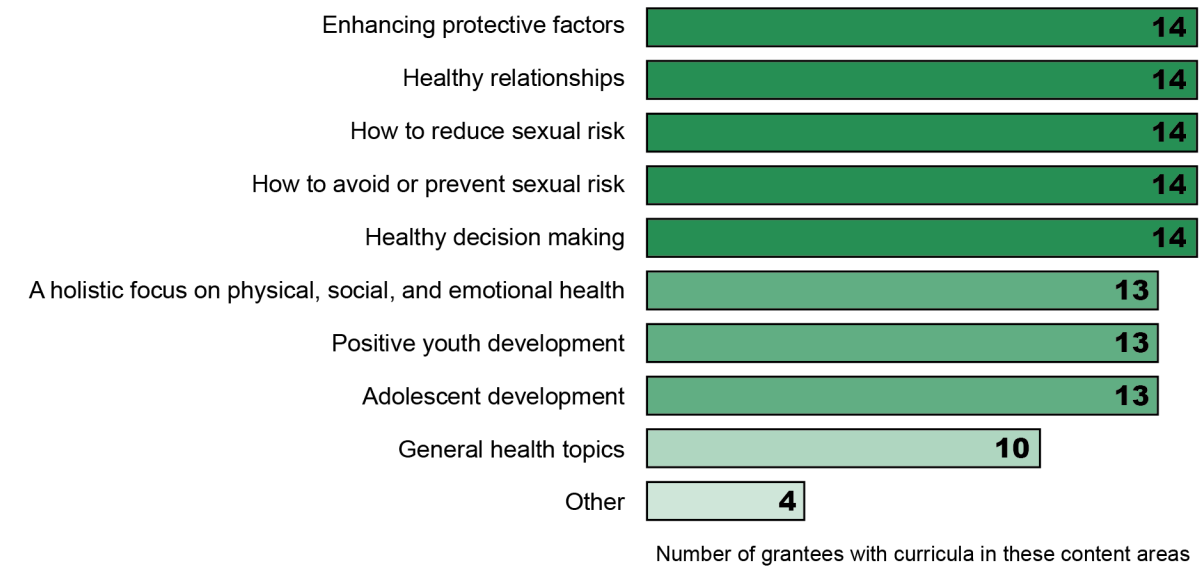 Enhancing protective factors 14
Healthy relationships 14
How to reduce sexual risk 14
How to avoid or prevent sexual risk 14
Healthy decision making 14
A holistic focus on physical, social, and emotional health 13
Positive youth development 13
Adolescent development 13
General health topics 10
Other 4
Number of grantees with curricula in these content areas